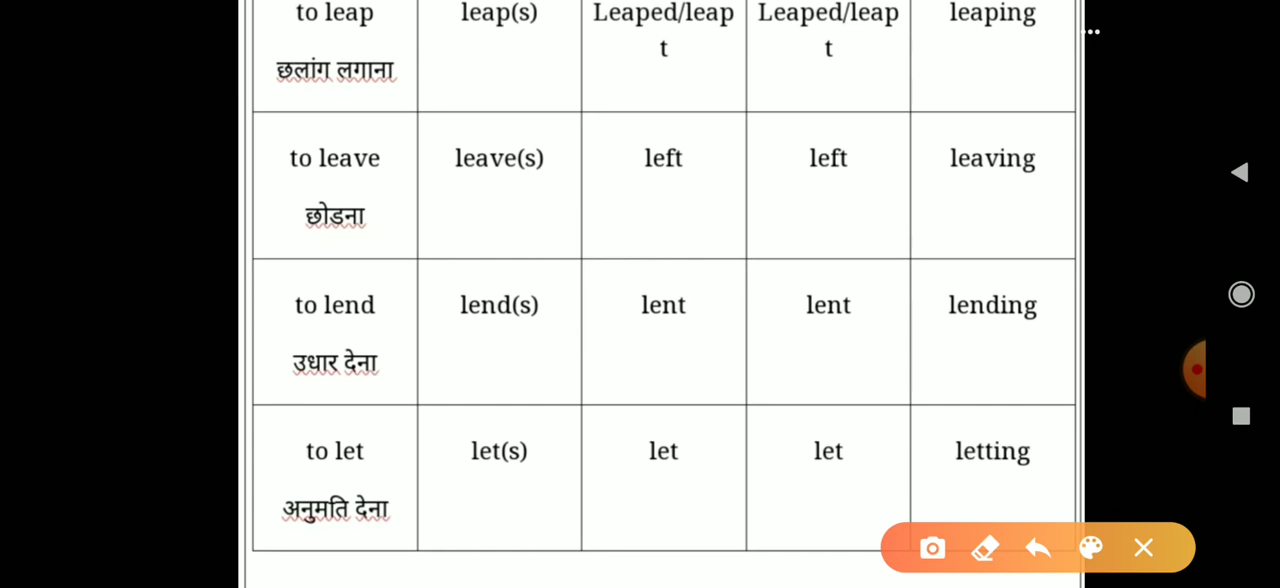 to leap leap(s) Leaped/leap Leaped/leap leaping
t t
छलांग लगाना
to leave leave(s) left left leaving
छोडना
to lend lend(s) lent lent lending
उधार देना
to let let(s) let let letting
अनुमति देना